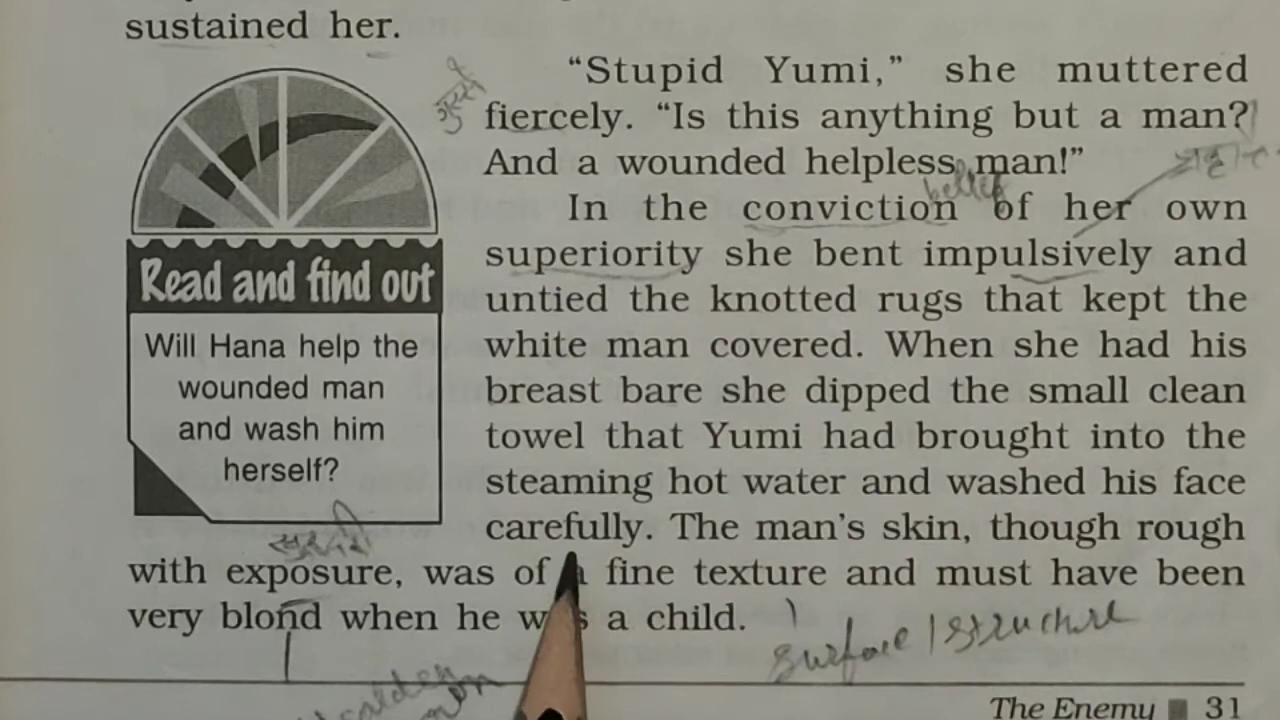 sustained her.
"Stupid Yumi," she muttered
fiercely. "Is this anything but a man?
And a wounded helpless man!"
belief
In the conviction of her own
superiority she bent impulsively and
untied the knotted rugs that kept the
white man covered. When she had his
breast bare she dipped the small clean
towel that Yumi had brought into the
steaming hot water and washed his face
carefully. The man's skin, though rough
with exposure, was of a fine texture and must have been
very blond when he was a child.
surface / structure
Read and find out
Will Hana help the
wounded man
and wash him
herself?
The Enemy 31